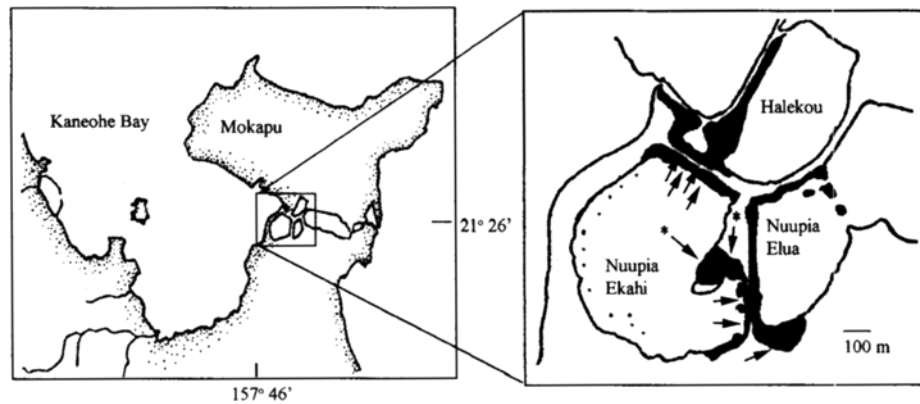 Kaneohe Bay
Mokapu
21° 26'
157° 46'
Halekou
*
*
Nuupia
Elua
Nuupia
Ekahi
100 m